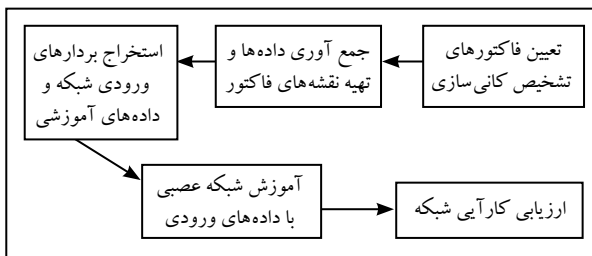 تعیین فاکتورهای
تشخیص کانی‌سازی
جمع آوری داده‌ها و
تهیه نقشه‌های فاکتور
استخراج بردارهای
ورودی شبکه و
داده‌های آموزشی
آموزش شبکه عصبی
با داده‌های ورودی
ارزیابی کارآیی شبکه